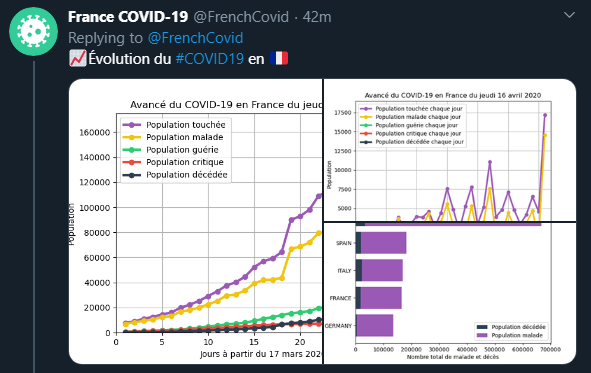 France COVID-19 @FrenchCovid · 42m
Replying to @FrenchCovid
📈Évolution du #COVID19 en 🇫🇷
Avancé du COVID-19 en France du jeud
Population touchée
Population malade
Population guérie
Population critique
Population décédée
Population
160000
140000
120000
100000
80000
60000
40000
20000
0
0 5 10 15 20
Jours à partir du 17 mars 202
Avancé du COVID-19 en France du jeudi 16 avril 2020
Population touchée chaque jour
Population malade chaque jour
Population guérie chaque jour
Population critique chaque jour
Population décédée chaque jour
Population
17500
15000
12500
10000
7500
5000
SPAIN
ITALY
FRANCE
GERMANY
Population décédée
Population malade
0 100000 200000 300000 400000 500000 600000 700000
Nombre total de malade et décès